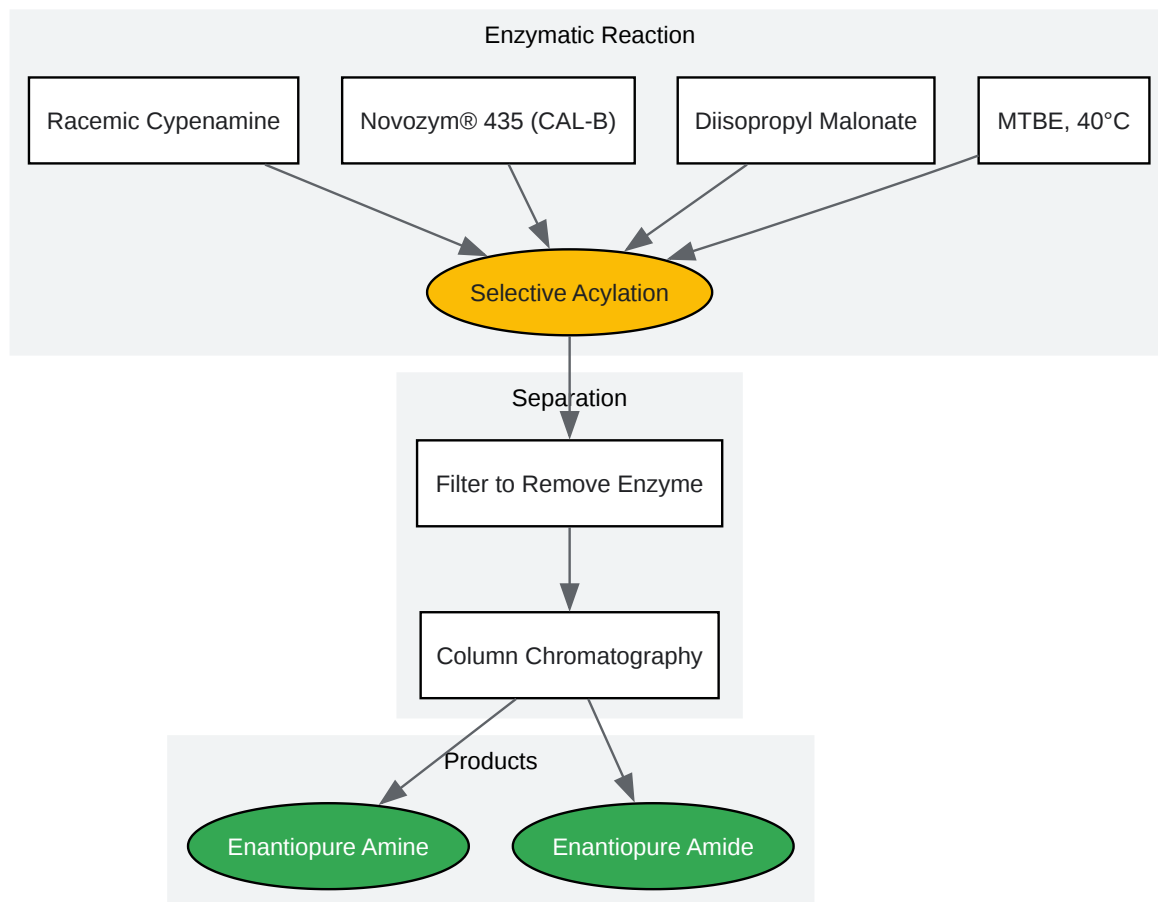 Enzymatic Reaction
Racemic Cypenamine
Novozym® 435 (CAL-B)
Diisopropyl Malonate
MTBE, 40°C
Selective Acylation
Separation
Filter to Remove Enzyme
Column Chromatography
Products
Enantiopure Amine
Enantiopure Amide